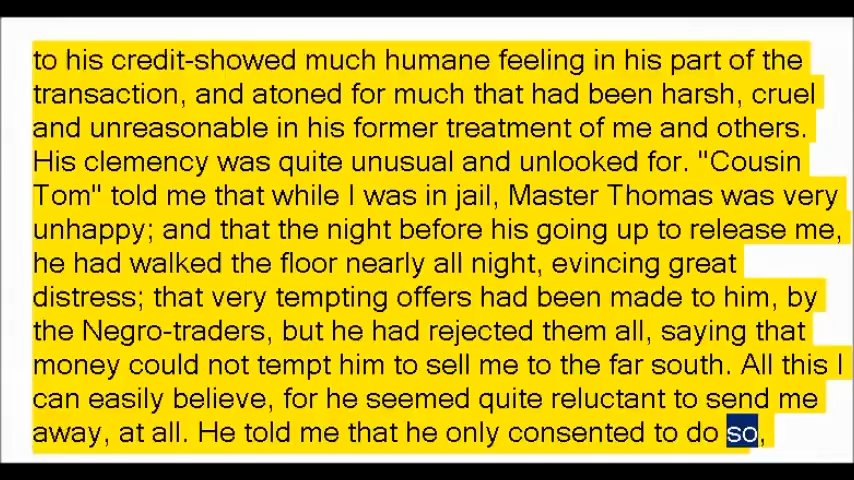 to his credit-showed much humane feeling in his part of the
transaction, and atoned for much that had been harsh, cruel
and unreasonable in his former treatment of me and others.
His clemency was quite unusual and unlooked for. "Cousin
Tom" told me that while I was in jail, Master Thomas was very
unhappy; and that the night before his going up to release me,
he had walked the floor nearly all night, evincing great
distress; that very tempting offers had been made to him, by
the Negro-traders, but he had rejected them all, saying that
money could not tempt him to sell me to the far south. All this I
can easily believe, for he seemed quite reluctant to send me
away, at all. He told me that he only consented to do so,